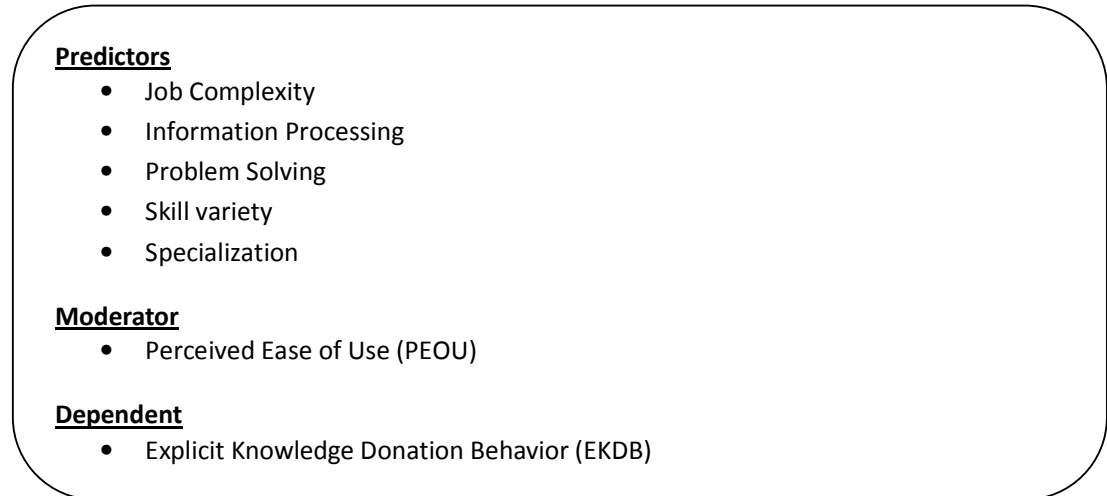 Predictors
• Job Complexity
• Information Processing
• Problem Solving
• Skill variety
• Specialization
Moderator
• Perceived Ease of Use (PEOU)
Dependent
• Explicit Knowledge Donation Behavior (EKDB)